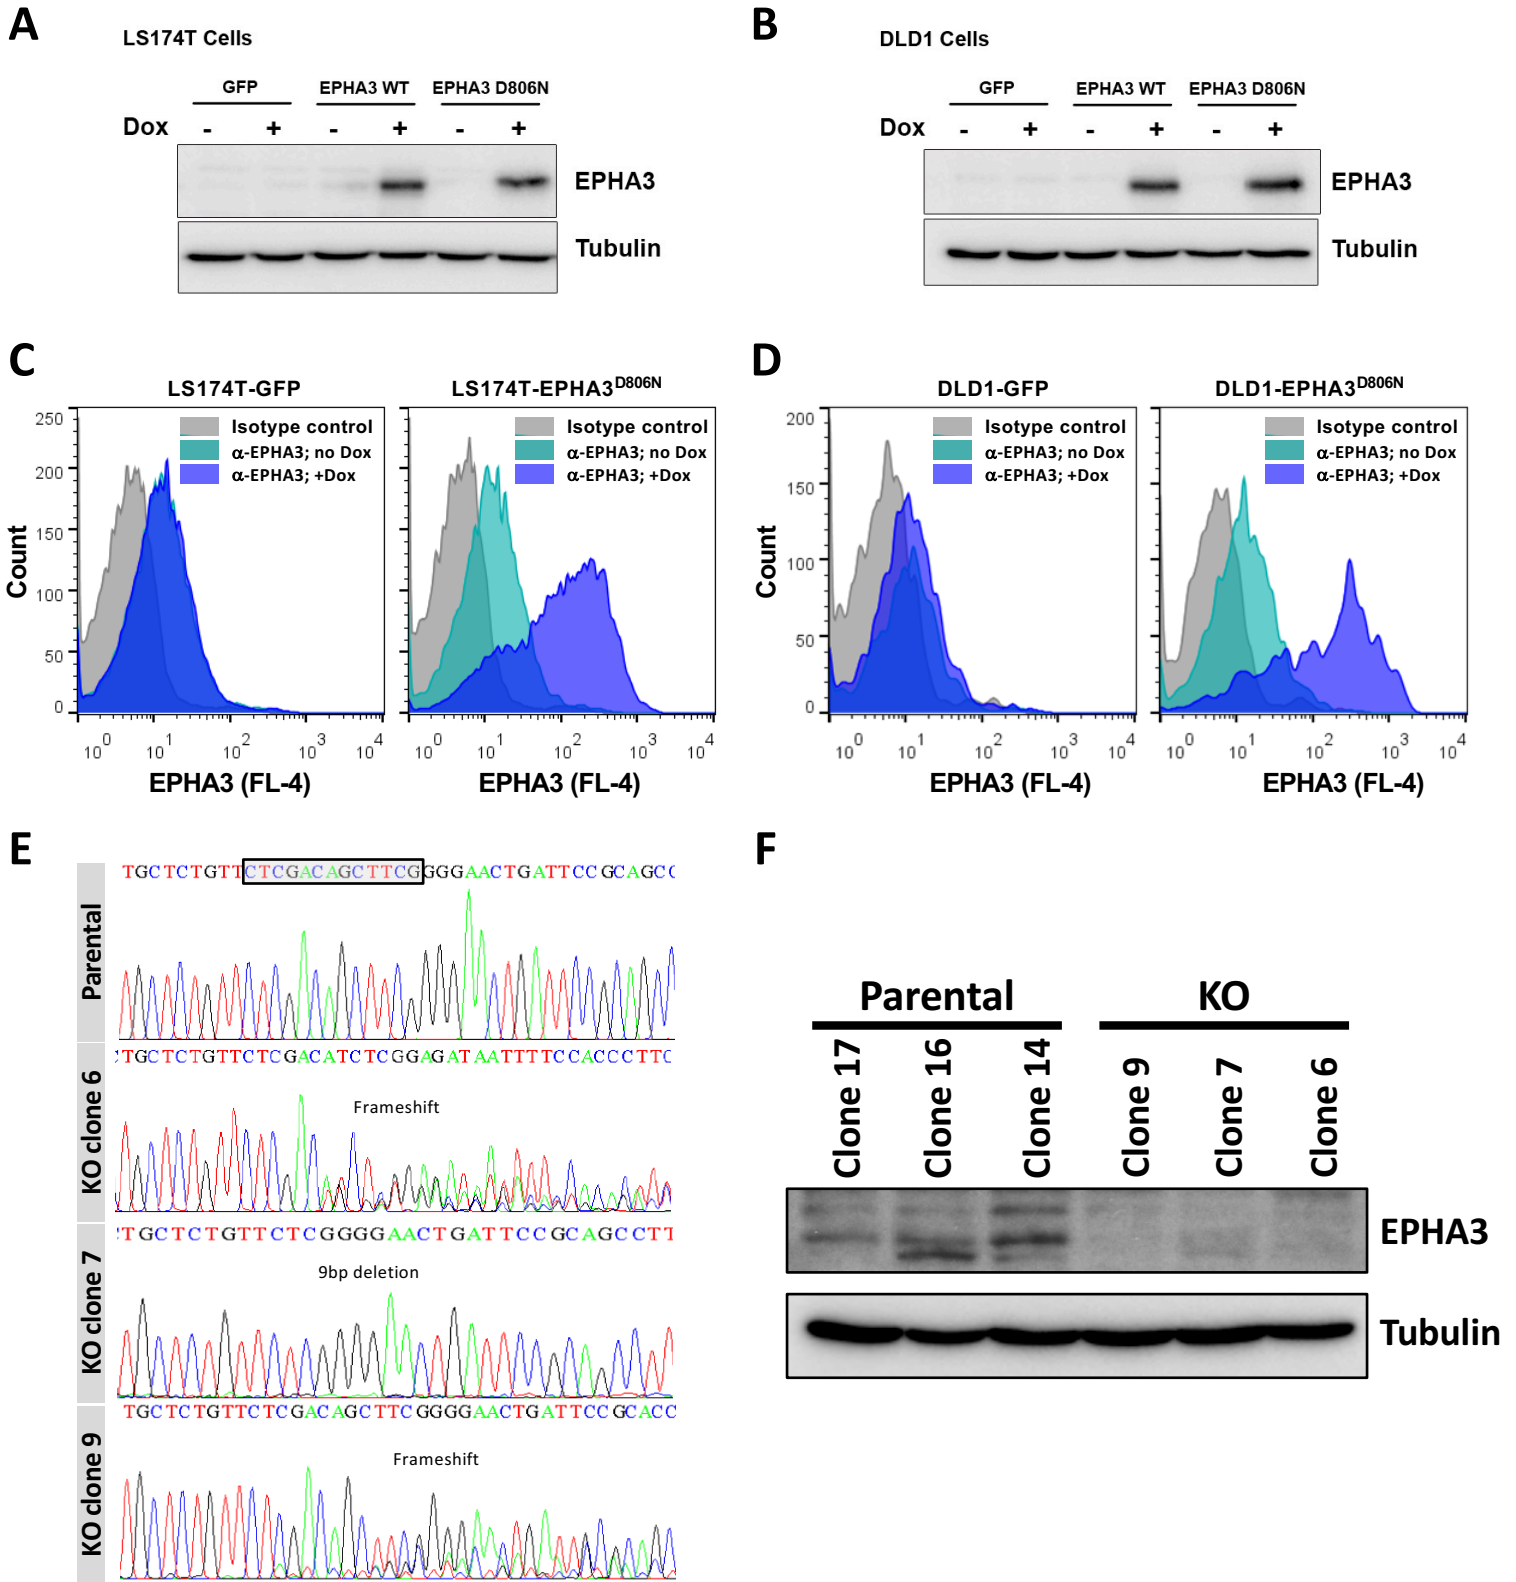 A
LS174T Cells
GFP EPHA3 WT EPHA3 D806N
Dox - + - + - +
EPHA3
Tubulin
B
DLD1 Cells
GFP EPHA3 WT EPHA3 D806N
Dox - + - + - +
EPHA3
Tubulin
C
LS174T-GFP
Isotype control
α-EPHA3; no Dox
α-EPHA3; +Dox
250
200
150
100
50
0
Count
10^0 10^1 10^2 10^3 10^4
EPHA3 (FL-4)
LS174T-EPHA3^D806N
Isotype control
α-EPHA3; no Dox
α-EPHA3; +Dox
10^0 10^1 10^2 10^3 10^4
EPHA3 (FL-4)
D
DLD1-GFP
Isotype control
α-EPHA3; no Dox
α-EPHA3; +Dox
200
150
100
50
0
Count
10^0 10^1 10^2 10^3 10^4
EPHA3 (FL-4)
DLD1-EPHA3^D806N
Isotype control
α-EPHA3; no Dox
α-EPHA3; +Dox
10^0 10^1 10^2 10^3 10^4
EPHA3 (FL-4)
E
Parental
TGCTCTGTTCTCGACAGCTTCGGGGAACTGATTCCGCAGCC
KO clone 6
TGCTCTGTTCTCGACATCTCGGAGATAATTTTCCACCCTTC
Frameshift
KO clone 7
TGCTCTGTTCTCGGGGAACTGATTCCGCAGCCTT
9bp deletion
KO clone 9
TGCTCTGTTCTCGACAGCTTCGGGGAACTGATTCCGCACC
Frameshift
F
Parental KO
Clone 17 Clone 16 Clone 14 Clone 9 Clone 7 Clone 6
EPHA3
Tubulin